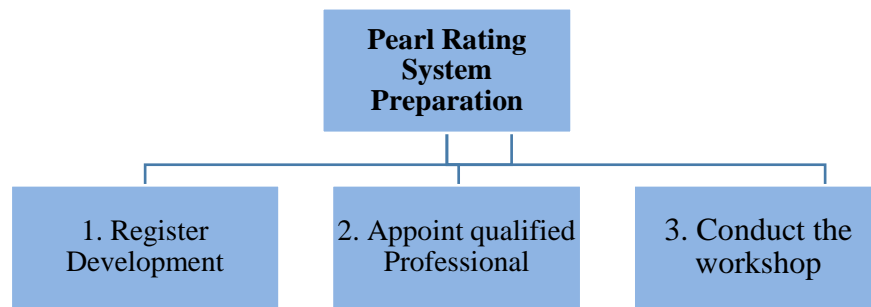 Pearl Rating
System
Preparation
1. Register
Development
2. Appoint qualified
Professional
3. Conduct the
workshop